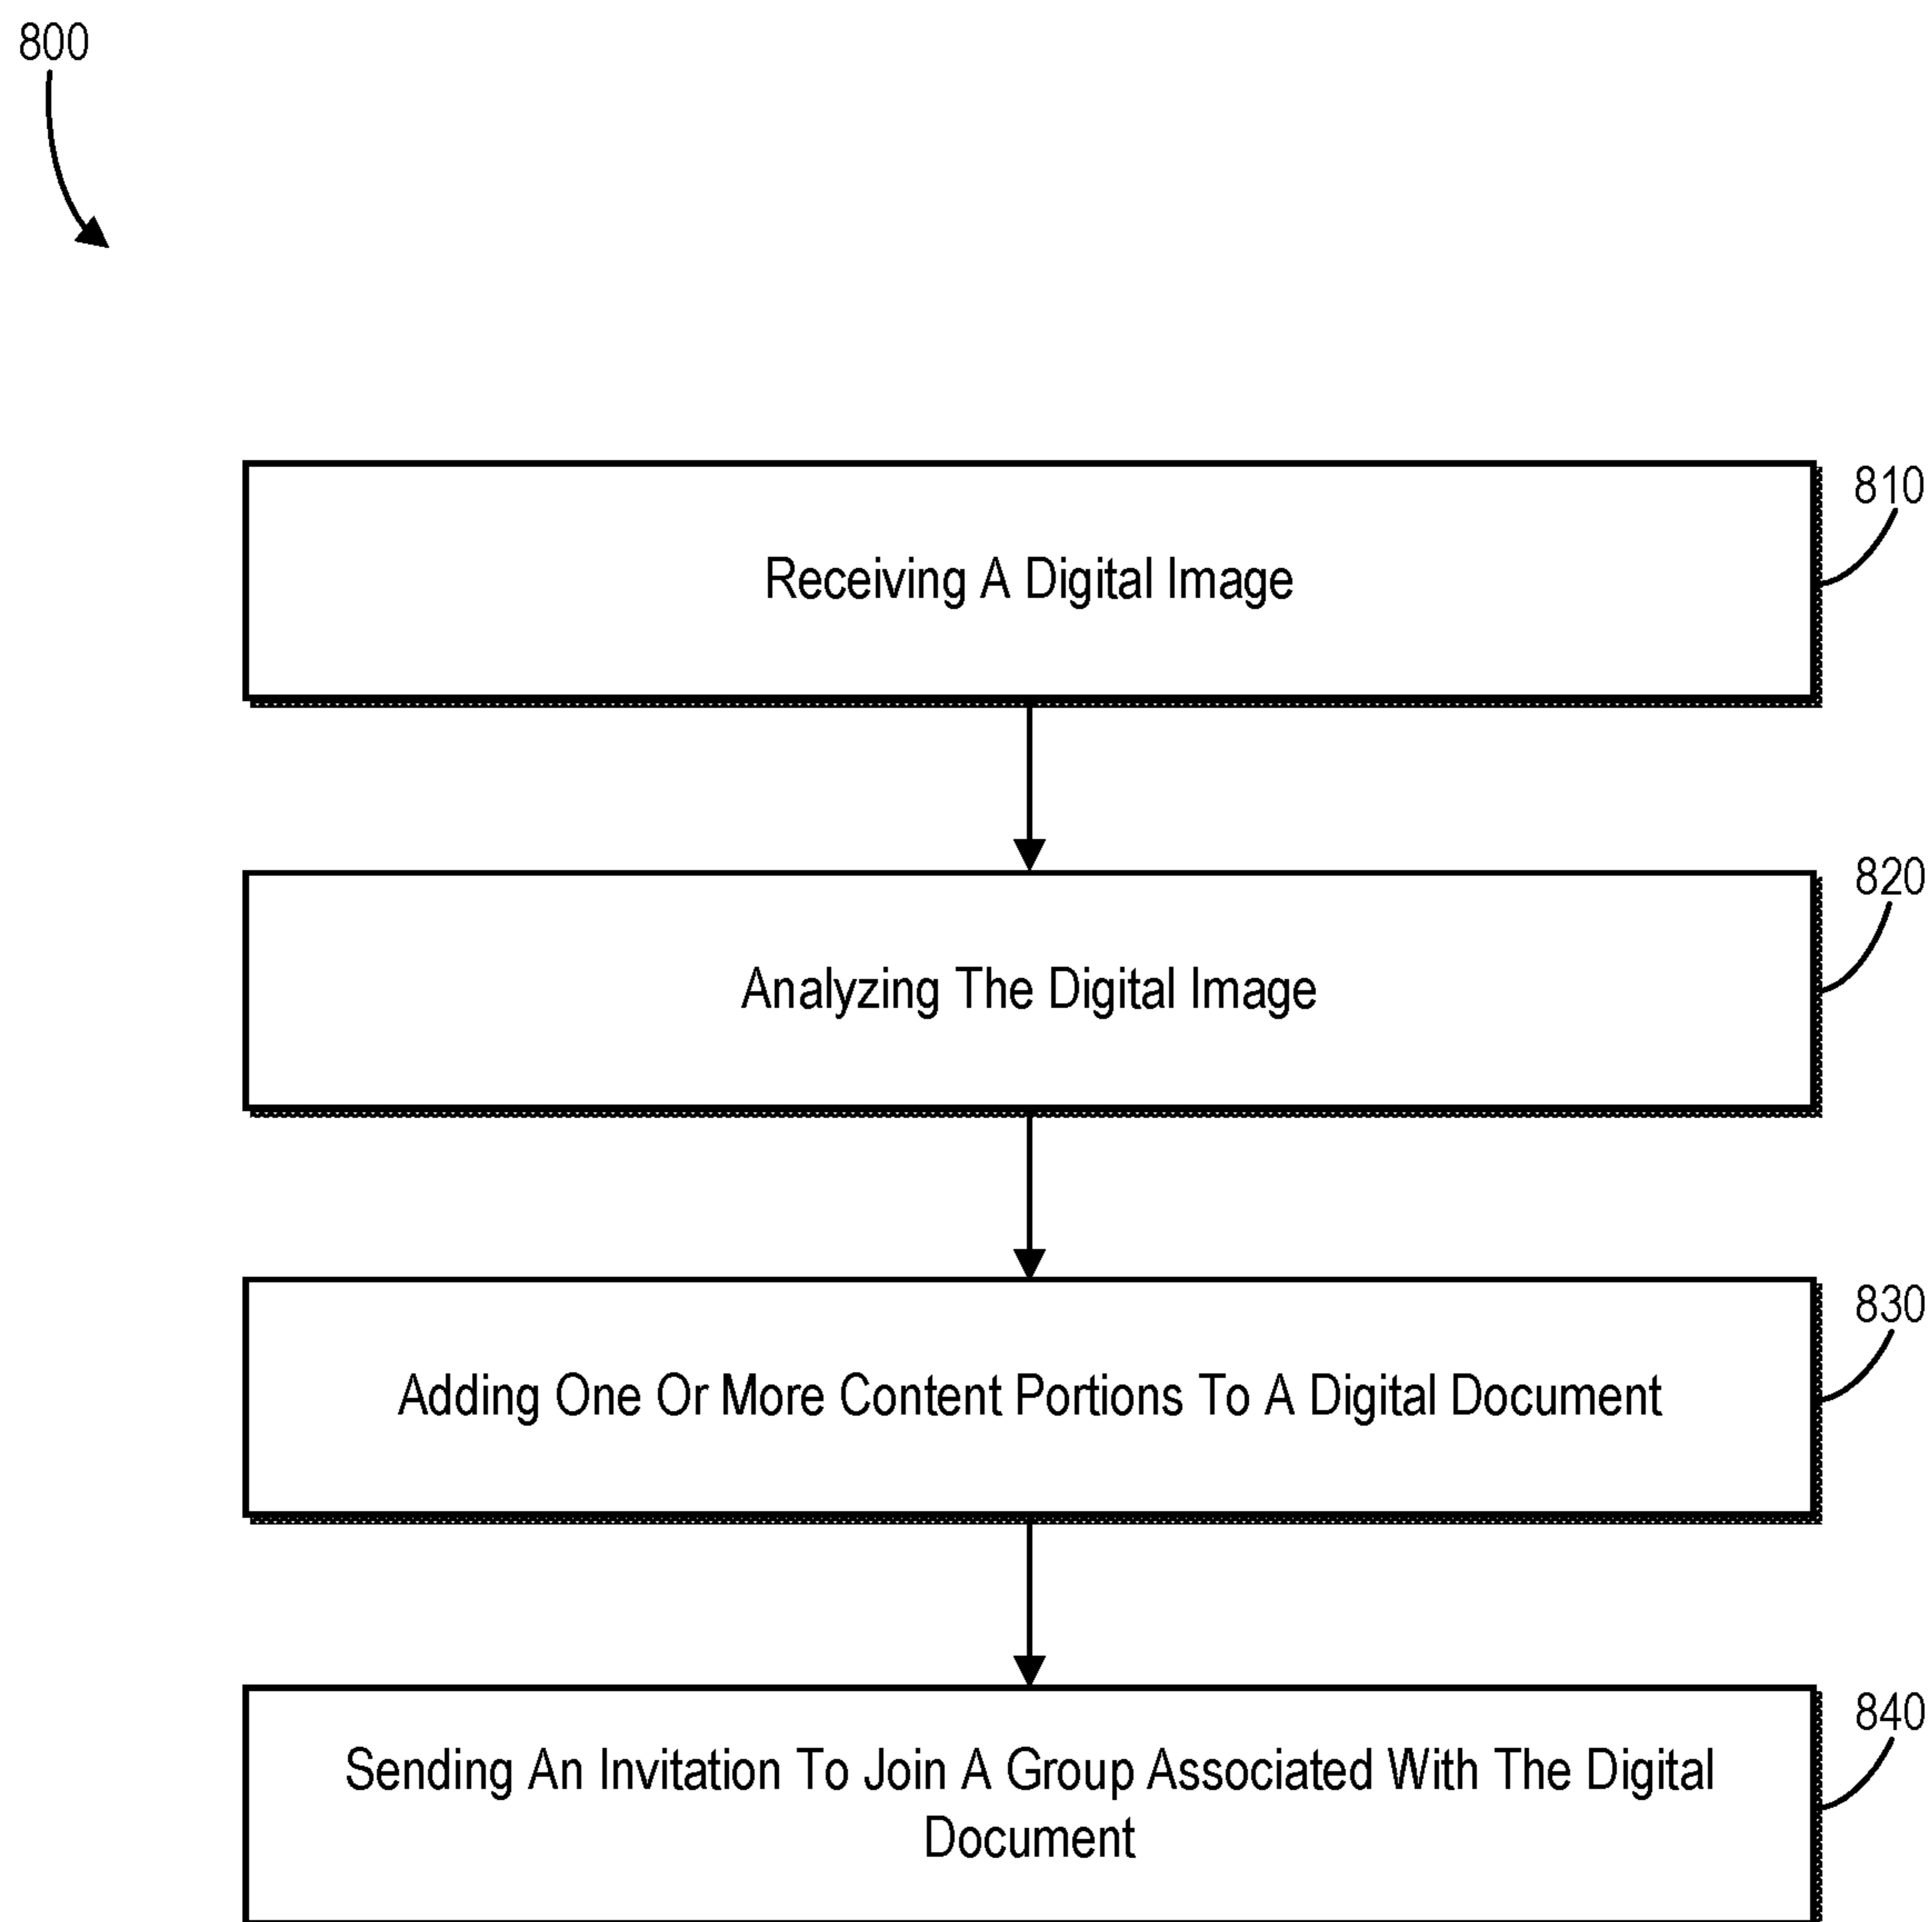 800
810
Receiving A Digital Image
820
Analyzing The Digital Image
830
Adding One Or More Content Portions To A Digital Document
840
Sending An Invitation To Join A Group Associated With The Digital
Document